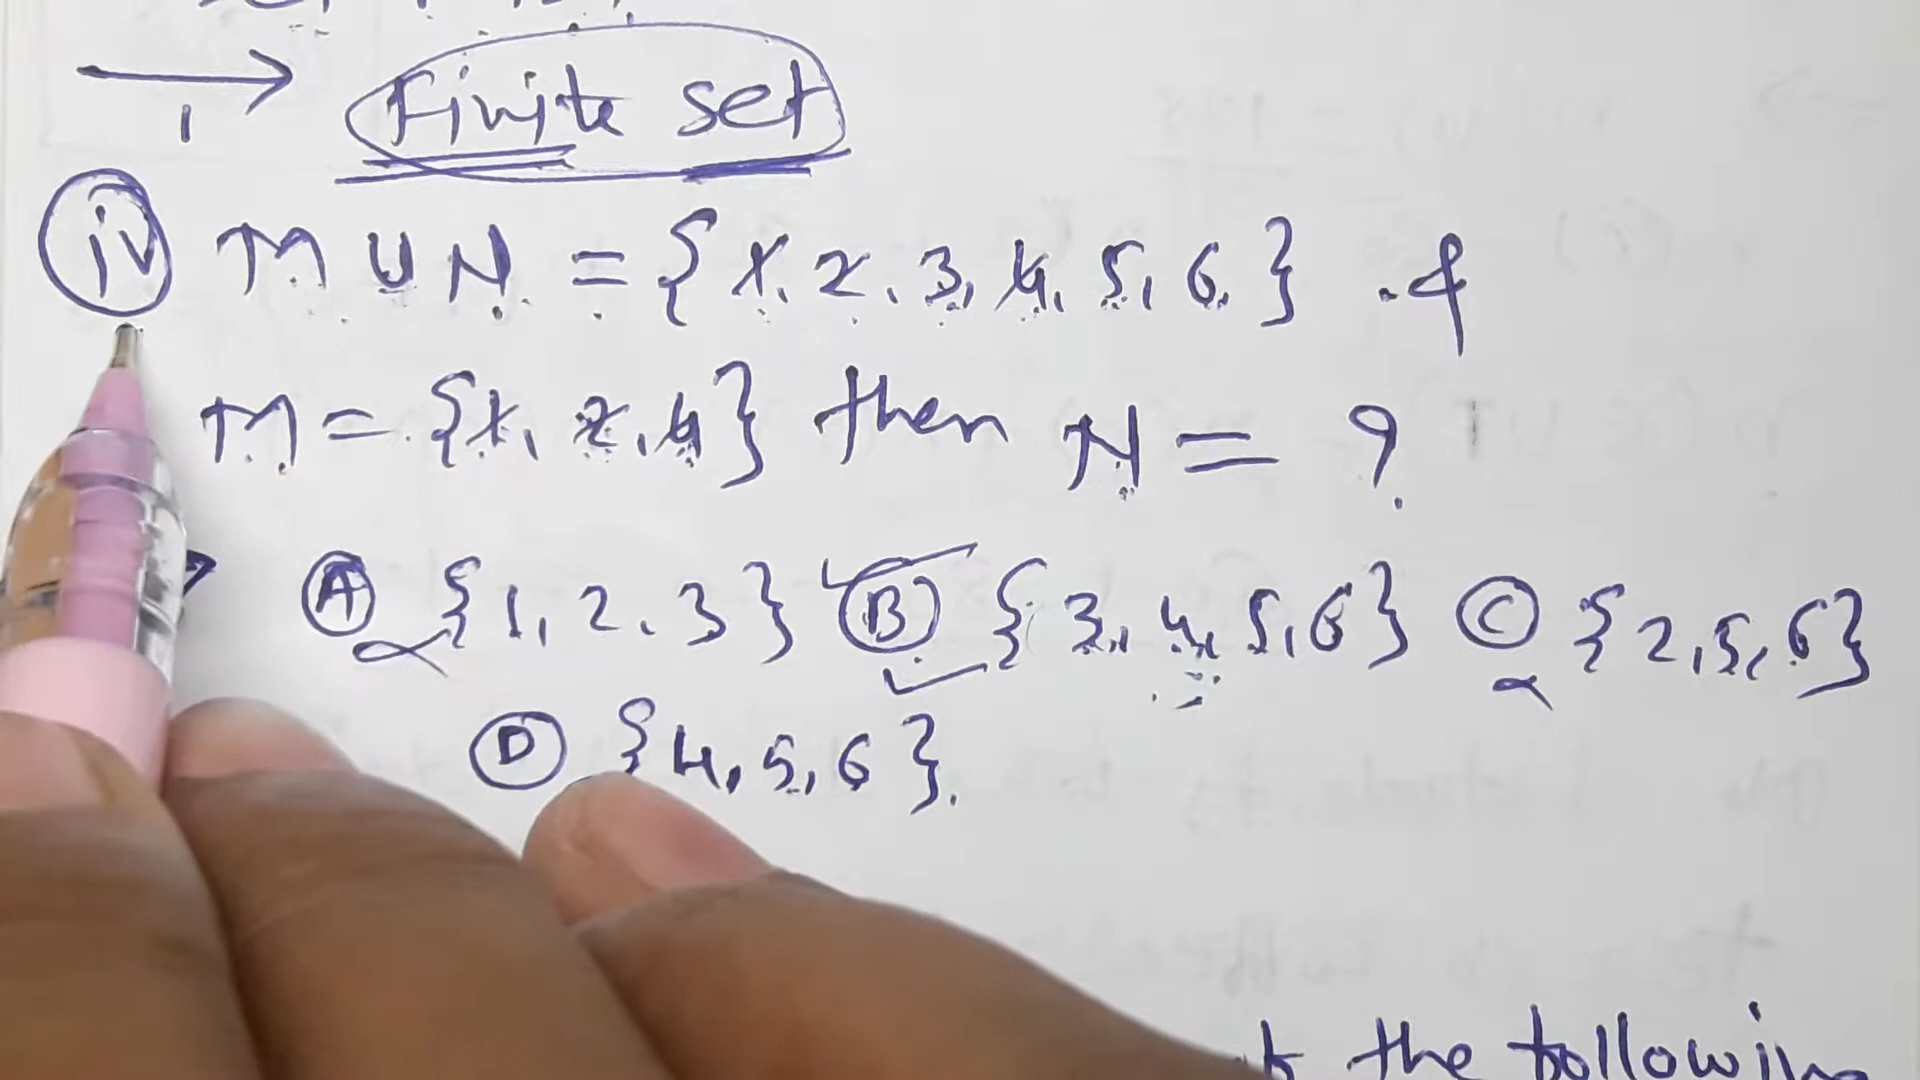 Finite set
iv M ∪ N = {1, 2, 3, 4, 5, 6} &
M = {1, 2, 4} then N = ?
A {1, 2, 3} B {3, 4, 5, 6} C {2, 5, 6}
D {4, 5, 6}.
the following